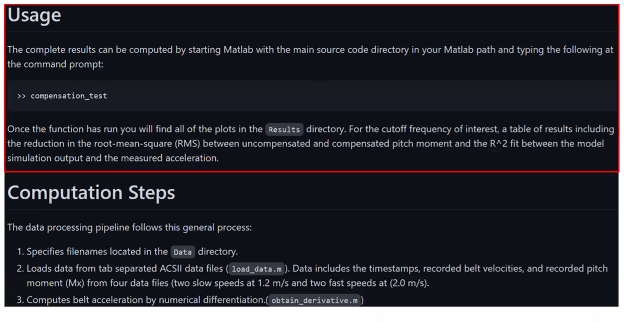 Usage
The complete results can be computed by starting Matlab with the main source code directory in your Matlab path and typing the following at
the command prompt:
>> compensation_test
Once the function has run you will find all of the plots in the Results directory. For the cutoff frequency of interest, a table of results including
the reduction in the root-mean-square (RMS) between uncompensated and compensated pitch moment and the R^2 fit between the model
simulation output and the measured acceleration.
Computation Steps
The data processing pipeline follows this general process:
1. Specifies filenames located in the Data directory.
2. Loads data from tab separated ACSII data files (load_data.m). Data includes the timestamps, recorded belt velocities, and recorded pitch
moment (Mx) from four data files (two slow speeds at 1.2 m/s and two fast speeds at (2.0 m/s).
3. Computes belt acceleration by numerical differentiation.(obtain_derivative.m)